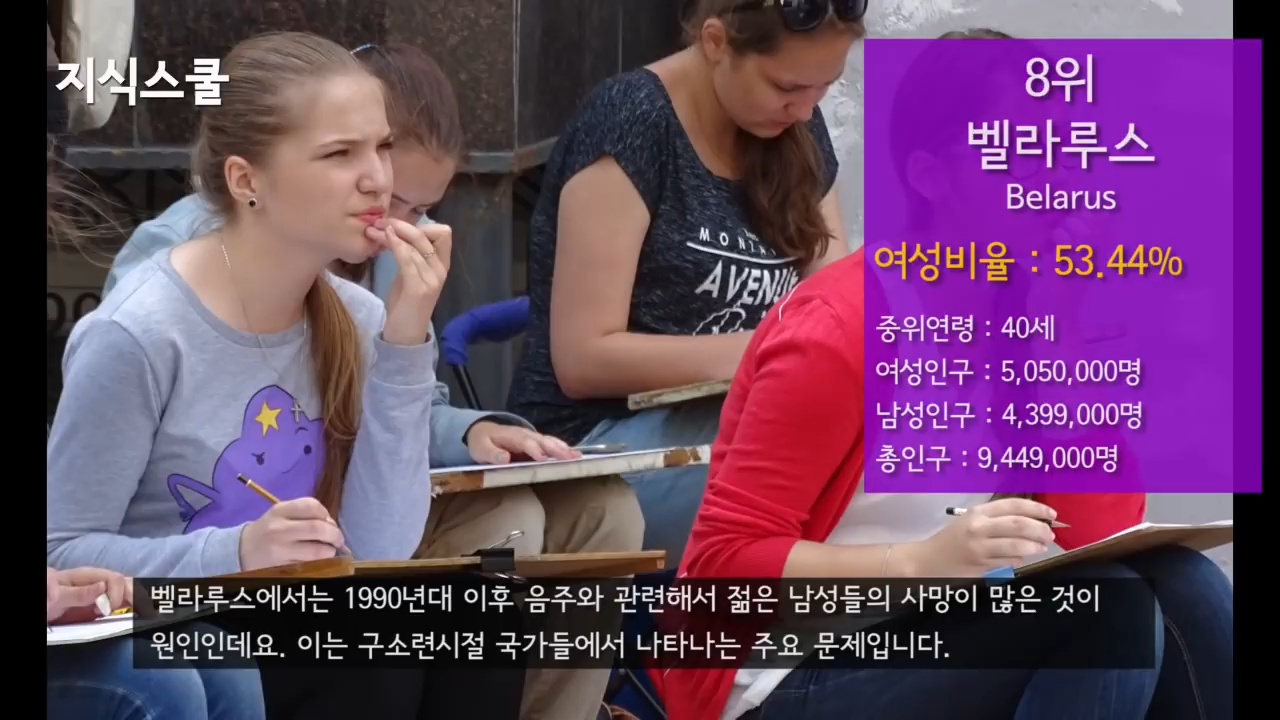 지식스쿨
8위
벨라루스
Belarus
여성비율 : 53.44%
중위연령 : 40세
여성인구 : 5,050,000명
남성인구 : 4,399,000명
총인구 : 9,449,000명
AVENUE
벨라루스에서는 1990년대 이후 음주와 관련해서 젊은 남성들의 사망이 많은 것이
원인인데요. 이는 구소련시절 국가들에서 나타나는 주요 문제입니다.